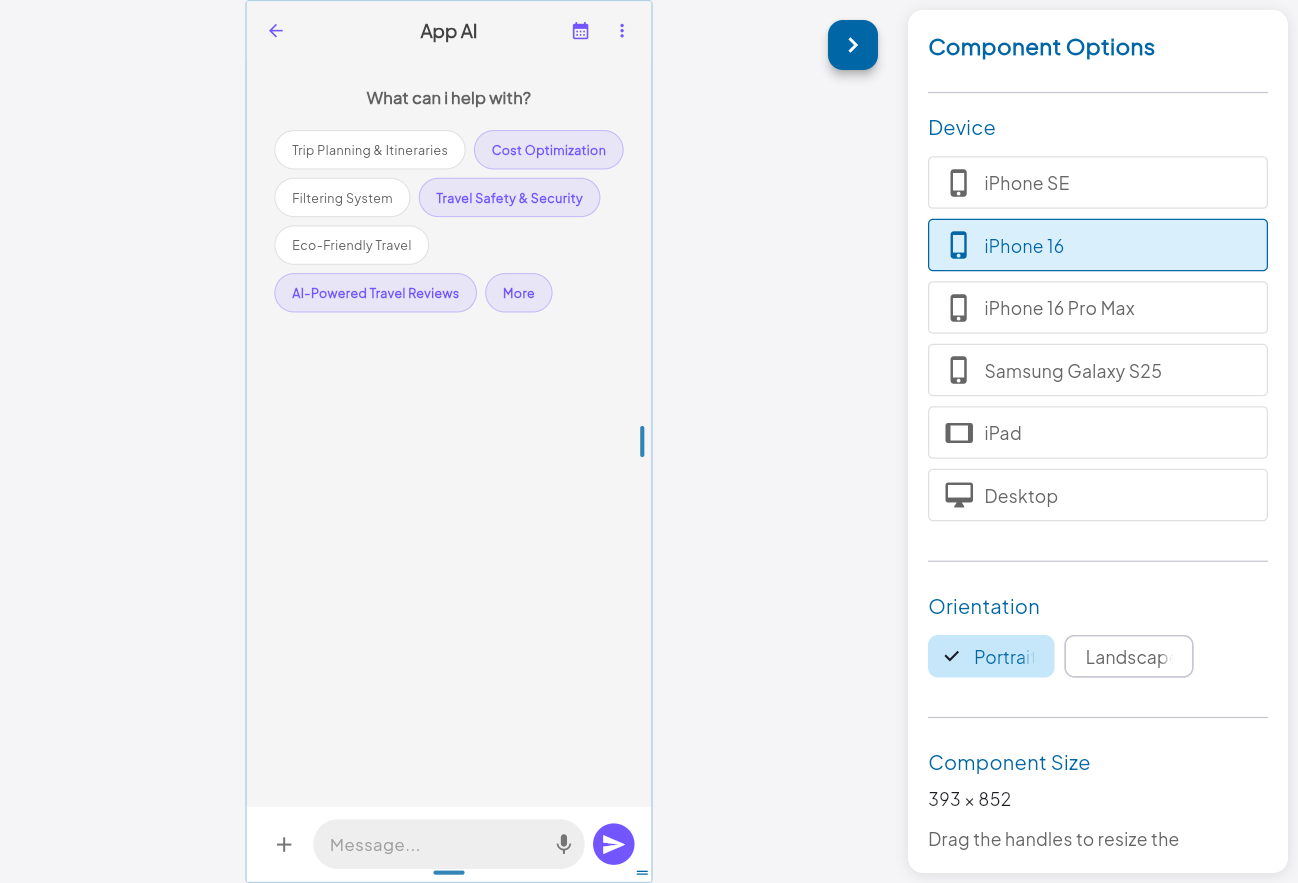 App AI
What can i help with?
Trip Planning & Itineraries
Cost Optimization
Filtering System
Travel Safety & Security
Eco-Friendly Travel
AI-Powered Travel Reviews
More
Message...
Component Options
Device
iPhone SE
iPhone 16
iPhone 16 Pro Max
Samsung Galaxy S25
iPad
Desktop
Orientation
Portrait
Landscape
Component Size
393 × 852
Drag the handles to resize the